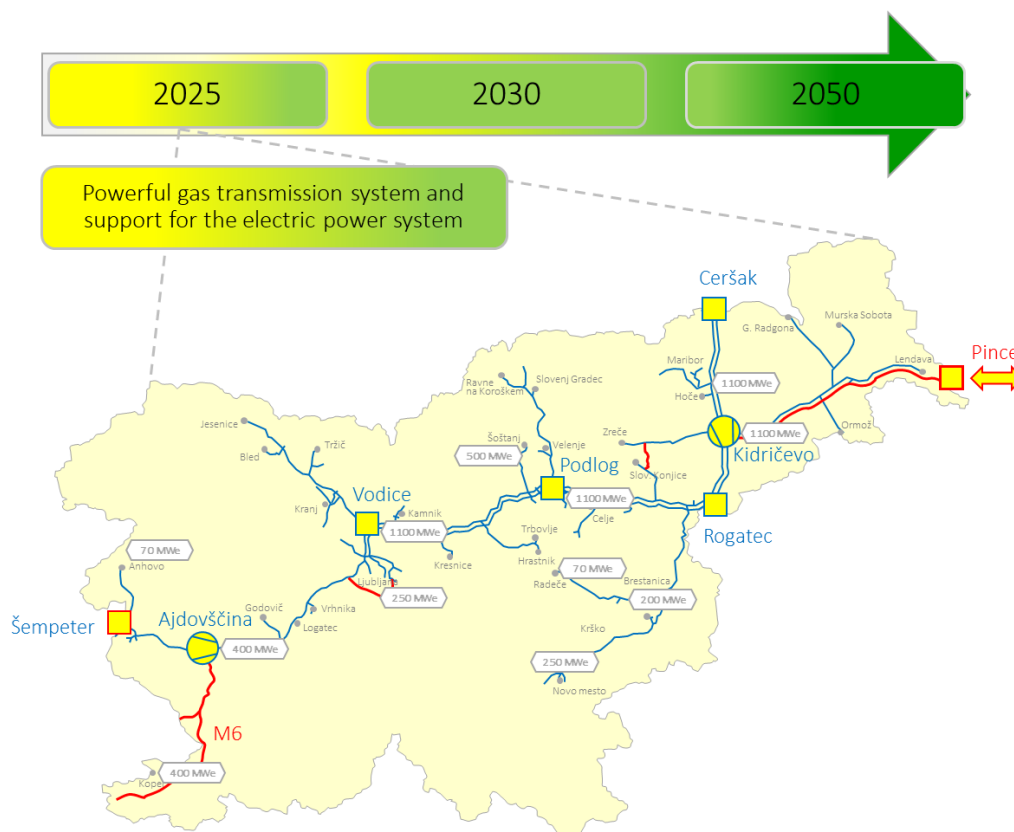 2025
2030
2050
Powerful gas transmission system and
support for the electric power system
Ceršak
G. Radgona
Murska Sobota
Pince
Lendava
Maribor
1100 MWe
Hoče
Ravne
na Koroškem
Slovenj Gradec
Jesenice
Tržič
Bled
Šoštanj
Velenje
500 MWe
Zreče
1100 MWe
Ormož
Kidričevo
Podlog
Slov. Konjice
1100 MWe
Vodice
Kranj
Kamnik
1100 MWe
Celje
Rogatec
Trbovlje
Hrastnik
Kresnice
70 MWe
Anhovo
Ljubljana
250 MWe
Radeče
70 MWe
Brestanica
200 MWe
Šempeter
Ajdovščina
Godovič
Vrhnika
Logatec
400 MWe
Krško
250 MWe
Novo mesto
M6
400 MWe
Koper